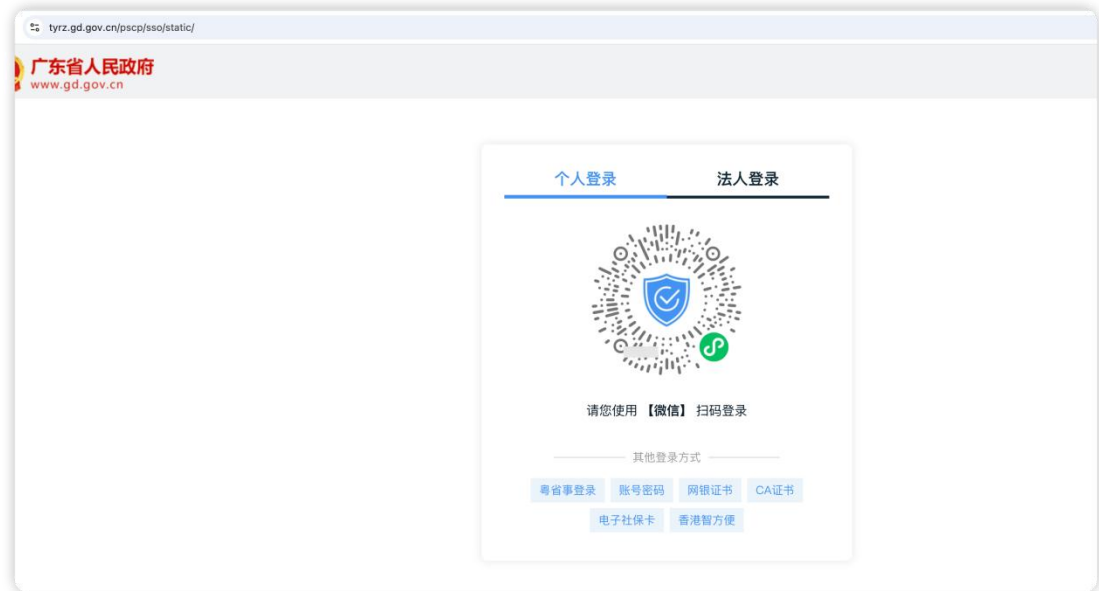 tyrz.gd.gov.cn/pscp/sso/static/
广东省人民政府
www.gd.gov.cn
个人登录 法人登录
请您使用 【微信】 扫码登录
其他登录方式
粤省事登录 账号密码 网银证书 CA证书
电子社保卡 香港智方便